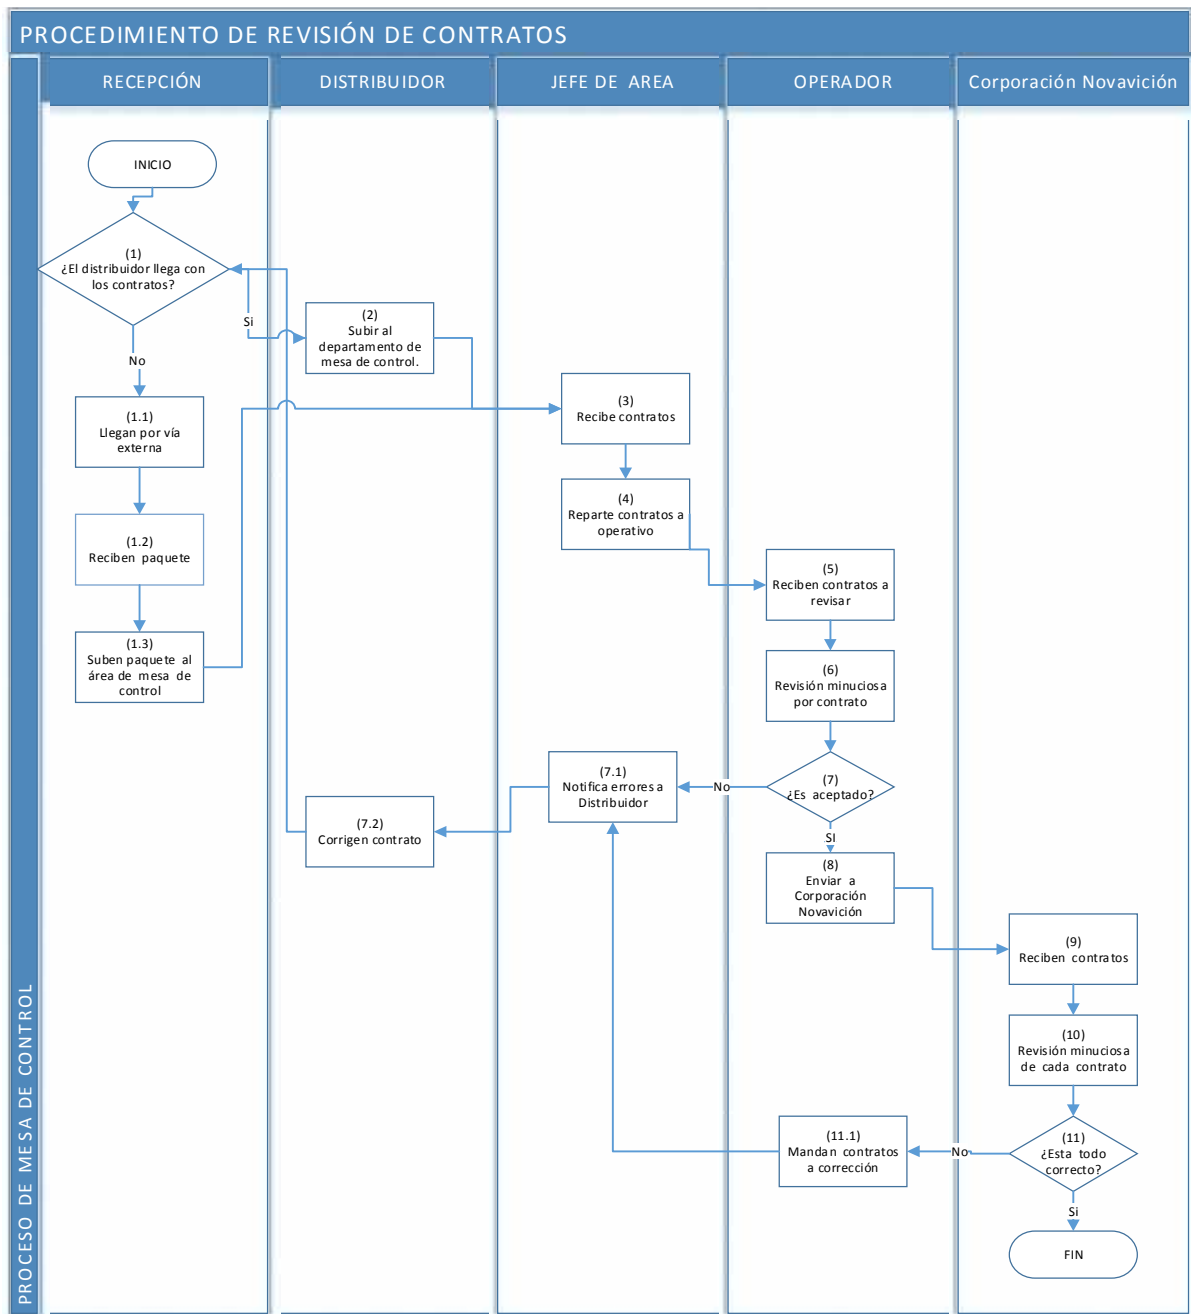 PROCEDIMIENTO DE REVISIÓN DE CONTRATOS
RECEPCIÓN
DISTRIBUIDOR
JEFE DE AREA
OPERADOR
Corporación Novavición
PROCESO DE MESA DE CONTROL
INICIO
(1)
¿El distribuidor llega con
los contratos?
Si
No
(2)
Subir al
departamento de
mesa de control.
(1.1)
Llegan por vía
externa
(3)
Recibe contratos
(1.2)
Reciben paquete
(4)
Reparte contratos a
operativo
(1.3)
Suben paquete al
área de mesa de
control
(5)
Reciben contratos a
revisar
(6)
Revisión minuciosa
por contrato
(7)
¿Es aceptado?
No
SI
(7.1)
Notifica errores a
Distribuidor
(7.2)
Corrigen contrato
(8)
Enviar a
Corporación
Novavición
(9)
Reciben contratos
(10)
Revisión minuciosa
de cada contrato
(11)
¿Esta todo
correcto?
No
Si
(11.1)
Mandan contratos
a corrección
FIN